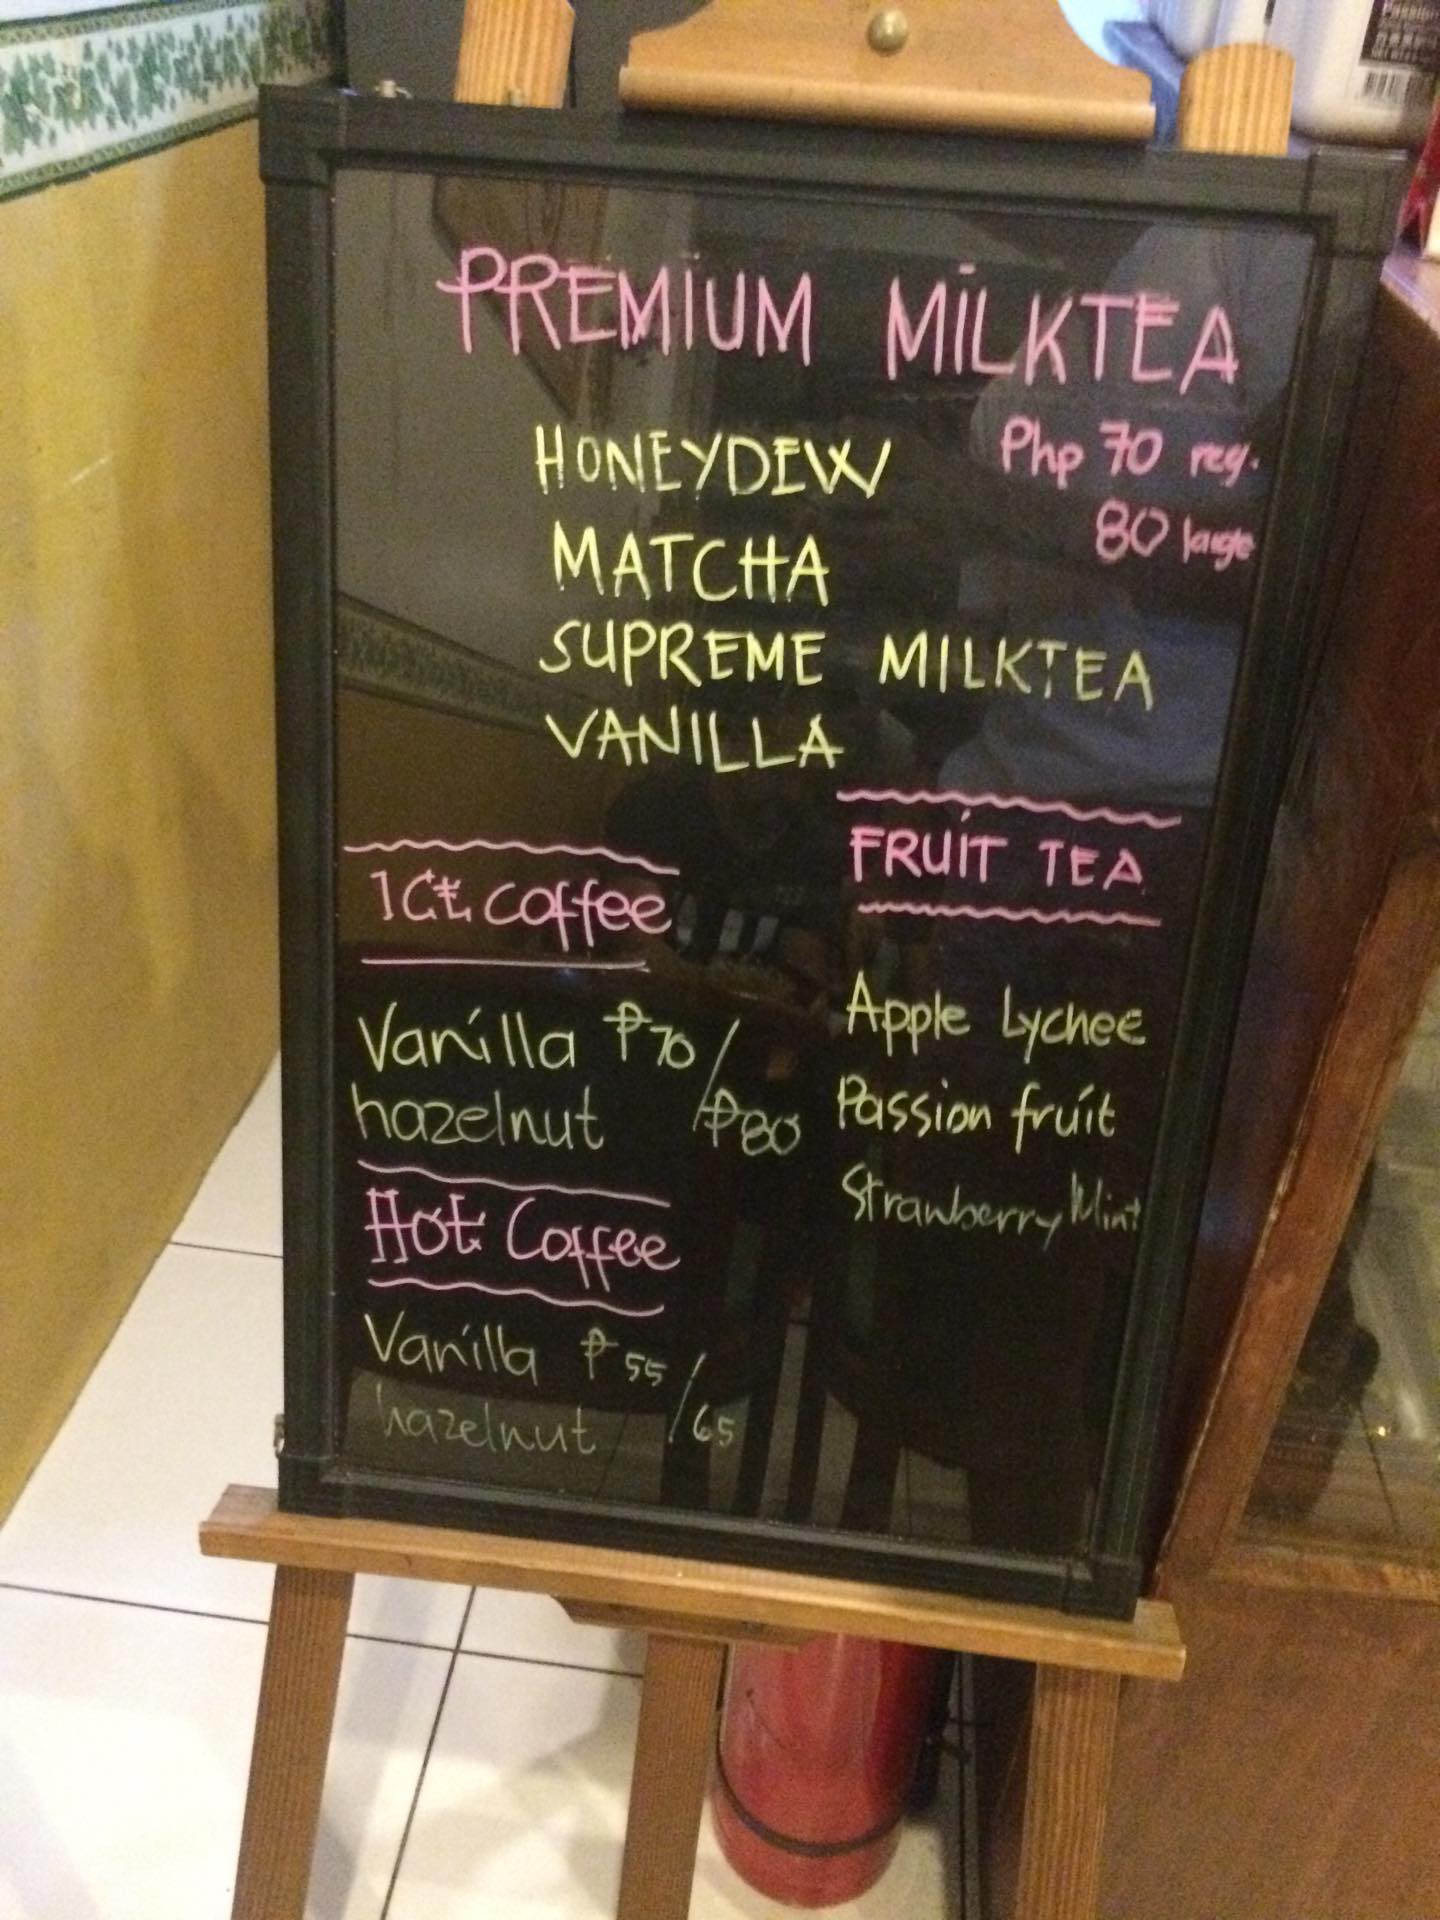 PREMIUM MILKTEA
HONEYDEW
Php 70 reg.
80 large
MATCHA
SUPREME MILKTEA
VANILLA
ICE Coffee
Vanilla ₱70/
hazelnut /₱80
Hot Coffee
Vanilla ₱55/
hazelnut /65
FRUIT TEA
Apple Lychee
Passion fruit
Strawberry Mint